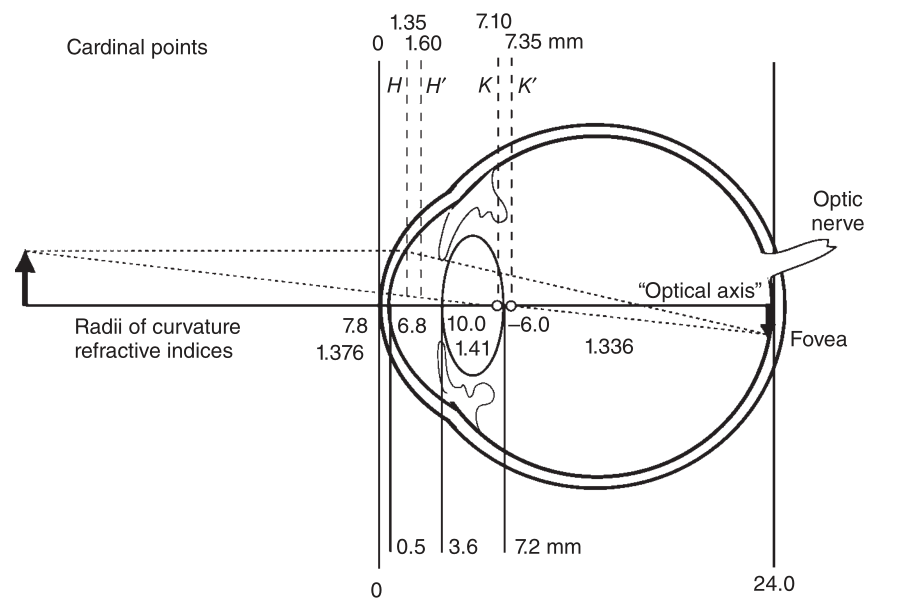 1.35 7.10
Cardinal points 0 1.60 7.35 mm
H H′ K K′
Optic
nerve
“Optical axis”
Radii of curvature 7.8 6.8 10.0 –6.0
refractive indices 1.376 1.41 1.336
Fovea
0.5 3.6 7.2 mm
0 24.0